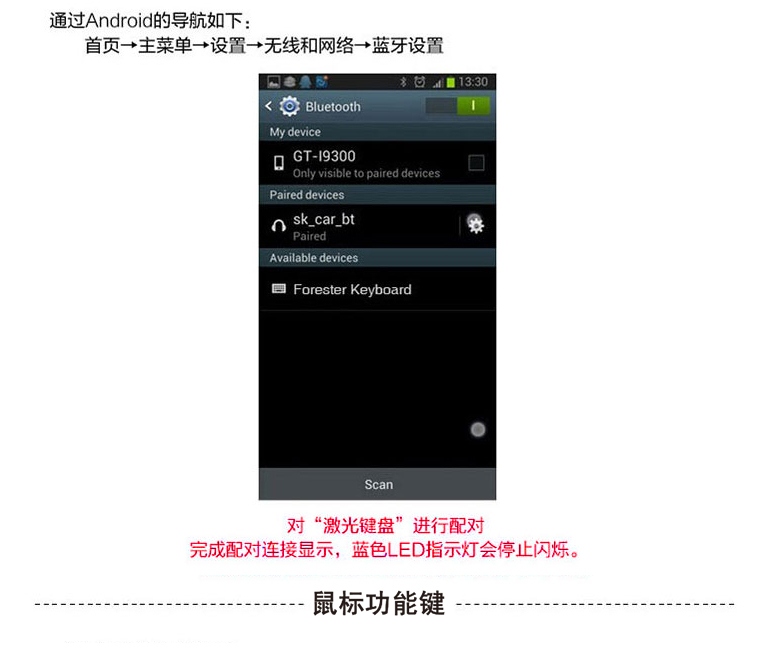 通过Android的导航如下：
首页→主菜单→设置→无线和网络→蓝牙设置
13:30
Bluetooth
My device
GT-I9300
Only visible to paired devices
Paired devices
sk_car_bt
Paired
Available devices
Forester Keyboard
Scan
对“激光键盘”进行配对
完成配对连接显示，蓝色LED指示灯会停止闪烁。
鼠标功能键